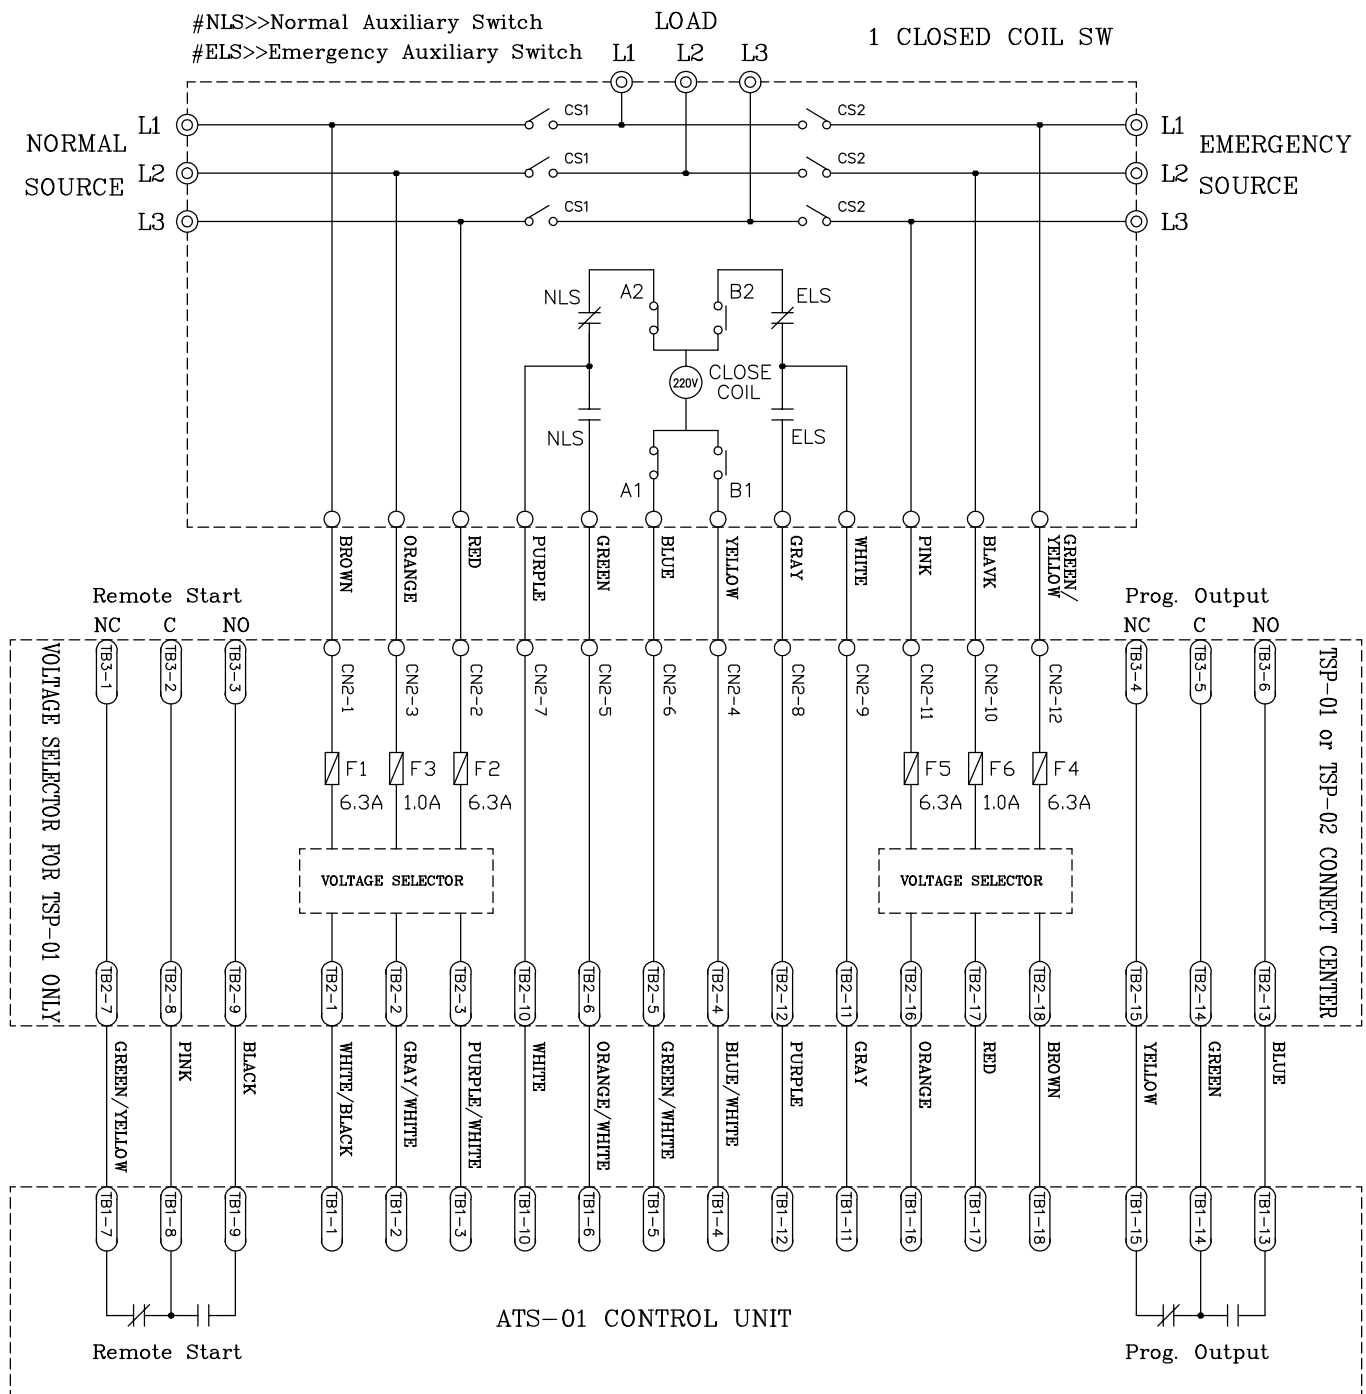 #NLS>>Normal Auxiliary Switch
#ELS>>Emergency Auxiliary Switch
LOAD
L1 L2 L3
1 CLOSED COIL SW
NORMAL
SOURCE
L1
L2
L3
CS1
CS1
CS1
CS2
CS2
CS2
L1
L2
L3
EMERGENCY
SOURCE
NLS
A2
B2
ELS
220V
CLOSE
COIL
NLS
ELS
A1
B1
BROWN
ORANGE
RED
PURPLE
GREEN
BLUE
YELLOW
GRAY
WHITE
PINK
BLAVK
GREEN/
YELLOW
Remote Start
NC C NO
Prog. Output
NC C NO
VOLTAGE SELECTOR FOR TSP-01 ONLY
TB3-1
TB3-2
TB3-3
CN2-1
CN2-3
CN2-2
CN2-7
CN2-5
CN2-6
CN2-4
CN2-8
CN2-9
CN2-11
CN2-10
CN2-12
TB3-4
TB3-5
TB3-6
TSP-01 or TSP-02 CONNECT CENTER
F1
6.3A
F3
1.0A
F2
6.3A
F5
6.3A
F6
1.0A
F4
6.3A
VOLTAGE SELECTOR
VOLTAGE SELECTOR
TB2-7
TB2-8
TB2-9
TB2-1
TB2-2
TB2-3
TB2-10
TB2-6
TB2-5
TB2-4
TB2-12
TB2-11
TB2-16
TB2-17
TB2-18
TB2-15
TB2-14
TB2-13
GREEN/YELLOW
PINK
BLACK
WHITE/BLACK
GRAY/WHITE
PURPLE/WHITE
WHITE
ORANGE/WHITE
GREEN/WHITE
BLUE/WHITE
PURPLE
GRAY
ORANGE
RED
BROWN
YELLOW
GREEN
BLUE
TB1-7
TB1-8
TB1-9
TB1-1
TB1-2
TB1-3
TB1-10
TB1-6
TB1-5
TB1-4
TB1-12
TB1-11
TB1-16
TB1-17
TB1-18
TB1-15
TB1-14
TB1-13
ATS-01 CONTROL UNIT
Remote Start
Prog. Output